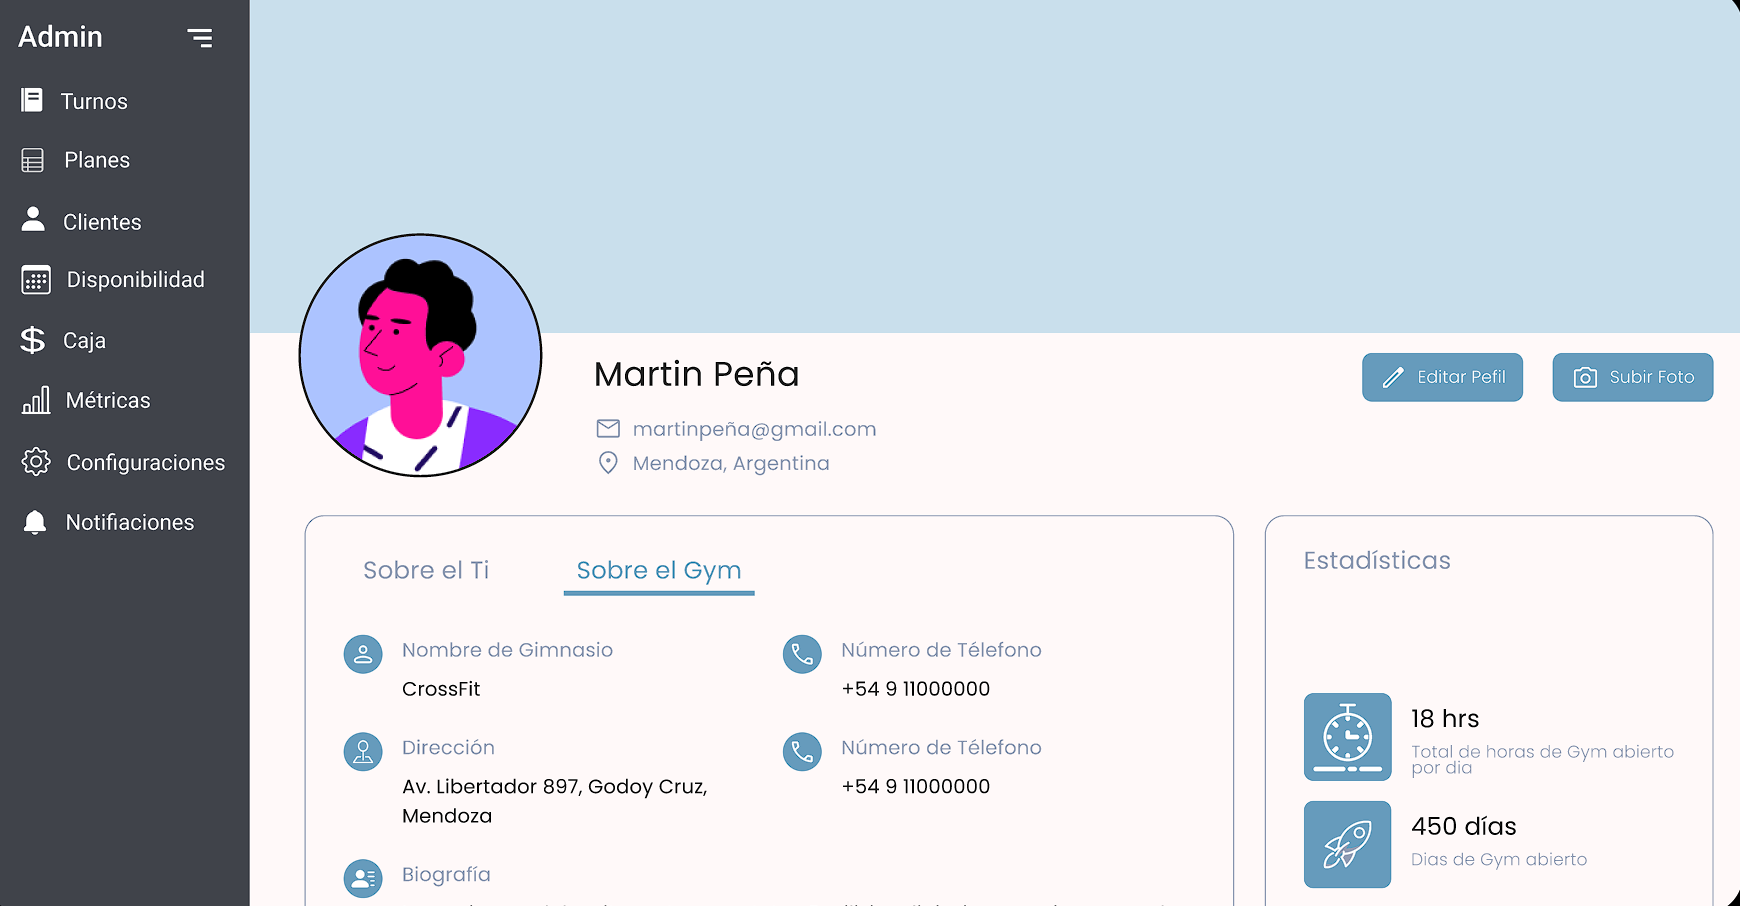 Admin
Turnos
Planes
Clientes
Disponibilidad
Caja
Métricas
Configuraciones
Notifiaciones
Martin Peña
martinpeña@gmail.com
Mendoza, Argentina
Editar Pefil
Subir Foto
Sobre el Ti
Sobre el Gym
Nombre de Gimnasio
CrossFit
Número de Télefono
+54 9 11000000
Dirección
Av. Libertador 897, Godoy Cruz,
Mendoza
Número de Télefono
+54 9 11000000
Biografía
Estadísticas
18 hrs
Total de horas de Gym abierto
por dia
450 días
Dias de Gym abierto